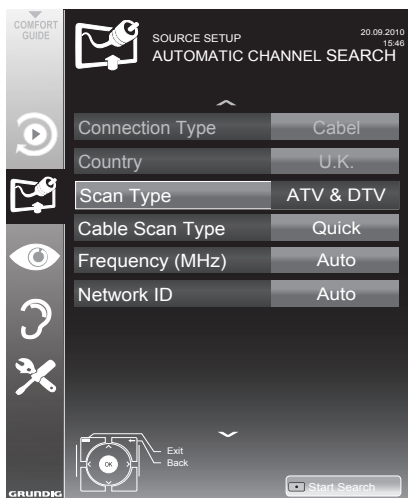 COMFORT
GUIDE
SOURCE SETUP
20.09.2010
15:46
AUTOMATIC CHANNEL SEARCH
Connection Type Cabel
Country U.K.
Scan Type ATV & DTV
Cable Scan Type Quick
Frequency (MHz) Auto
Network ID Auto
Exit
OK
Back
Start Search
GRUNDIG